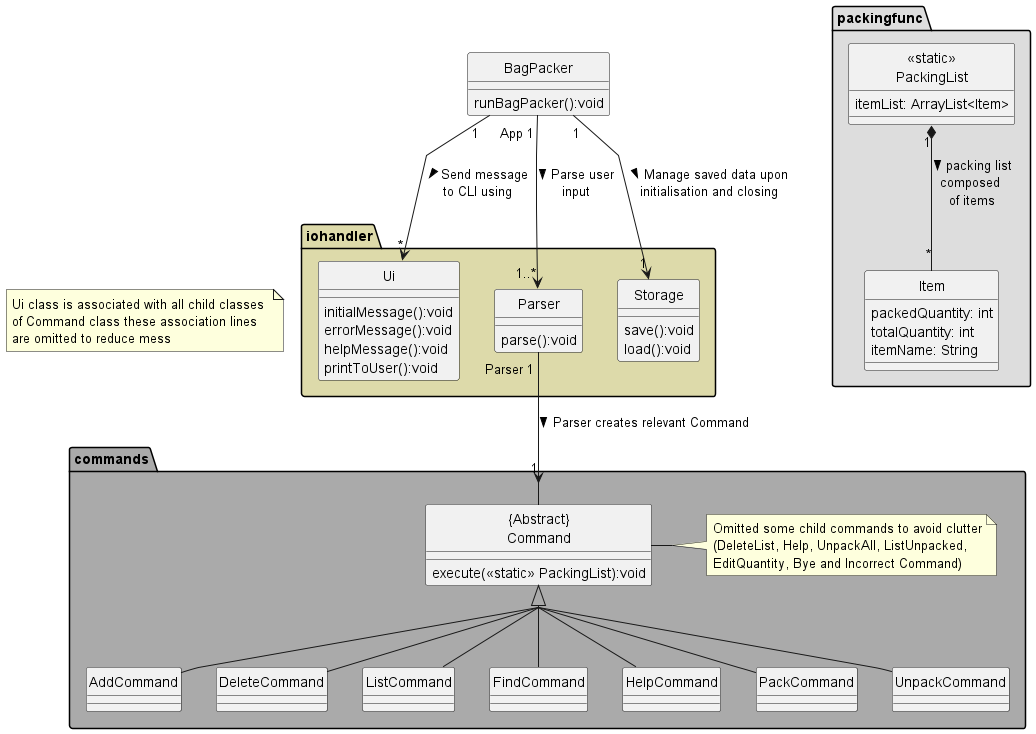 packingfunc
«static»
PackingList
itemList: ArrayList<Item>
BagPacker
runBagPacker():void
1
App 1
1
1
Send message
to CLI using
Parse user
input
Manage saved data upon
initialisation and closing
packing list
composed
of items
iohandler
*
1..*
1
*
Ui
initialMessage():void
errorMessage():void
helpMessage():void
printToUser():void
Parser
parse():void
Storage
save():void
load():void
Item
packedQuantity: int
totalQuantity: int
itemName: String
Ui class is associated with all child classes
of Command class these association lines
are omitted to reduce mess
Parser 1
Parser creates relevant Command
commands
1
{Abstract}
Command
execute(«static» PackingList):void
Omitted some child commands to avoid clutter
(DeleteList, Help, UnpackAll, ListUnpacked,
EditQuantity, Bye and Incorrect Command)
AddCommand
DeleteCommand
ListCommand
FindCommand
HelpCommand
PackCommand
UnpackCommand